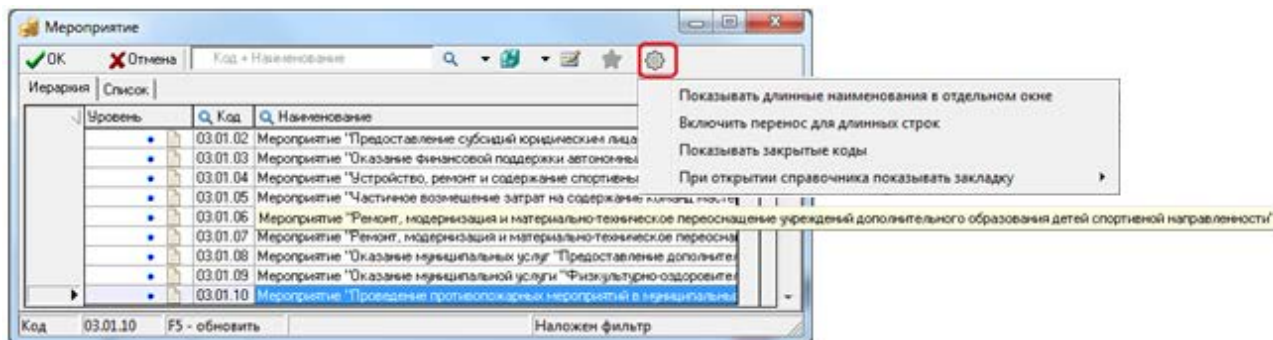 Мероприятие
OK Отмена Код + Наименование
Иерархия Список
Уровень Код Наименование
03.01.02 Мероприятие "Предоставление субсидий юридическим лица
03.01.03 Мероприятие "Оказание финансовой поддержки автономны
03.01.04 Мероприятие "Устройство, ремонт и содержание спортивны
03.01.05 Мероприятие "Частичное возмещение затрат на содержание команд масте
03.01.06 Мероприятие "Ремонт, модернизация и материально-техническое переоснащение учреждений дополнительного образования детей спортивной направленности"
03.01.07 Мероприятие "Ремонт, модернизация и материально-техническое переосна
03.01.08 Мероприятие "Оказание муниципальных услуг "Предоставление дополните
03.01.09 Мероприятие "Оказание муниципальной услуги "Физкультурно-оздоровите
03.01.10 Мероприятие "Проведение противопожарных мероприятий в муниципальны
Код 03.01.10 F5 - обновить Наложен фильтр
Показывать длинные наименования в отдельном окне
Включить перенос для длинных строк
Показывать закрытые коды
При открытии справочника показывать закладку